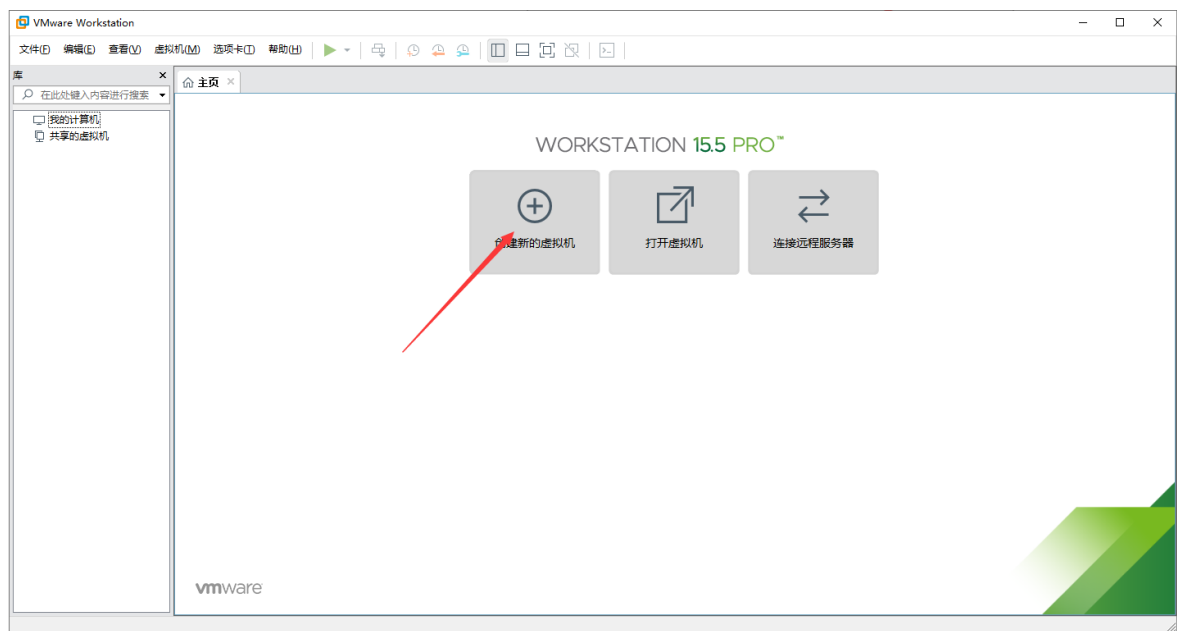 VMware Workstation
文件(F) 编辑(E) 查看(V) 虚拟机(M) 选项卡(T) 帮助(H)
库
主页
在此处键入内容进行搜索
我的计算机
共享的虚拟机
WORKSTATION 15.5 PRO™
创建新的虚拟机 打开虚拟机 连接远程服务器
vmware